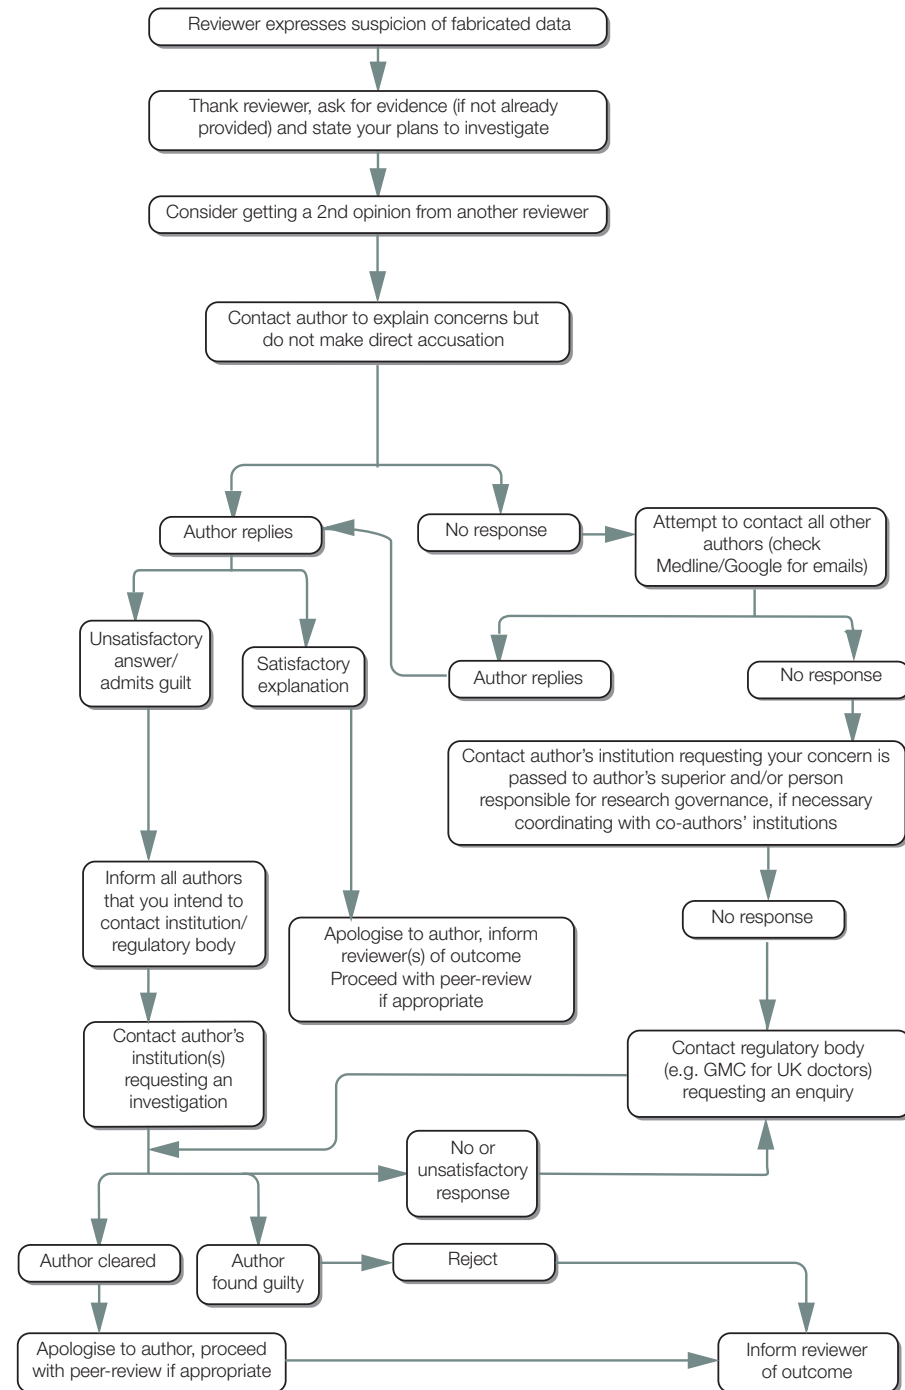 Reviewer expresses suspicion of fabricated data
Thank reviewer, ask for evidence (if not already
provided) and state your plans to investigate
Consider getting a 2nd opinion from another reviewer
Contact author to explain concerns but
do not make direct accusation
Author replies
No response
Attempt to contact all other
authors (check
Medline/Google for emails)
Unsatisfactory
answer/
admits guilt
Satisfactory
explanation
Author replies
No response
Contact author's institution requesting your concern is
passed to author's superior and/or person
responsible for research governance, if necessary
coordinating with co-authors' institutions
Inform all authors
that you intend to
contact institution/
regulatory body
Apologise to author, inform
reviewer(s) of outcome
Proceed with peer-review
if appropriate
No response
Contact author's
institution(s)
requesting an
investigation
Contact regulatory body
(e.g. GMC for UK doctors)
requesting an enquiry
No or
unsatisfactory
response
Author cleared
Author
found guilty
Reject
Apologise to author, proceed
with peer-review if appropriate
Inform reviewer
of outcome